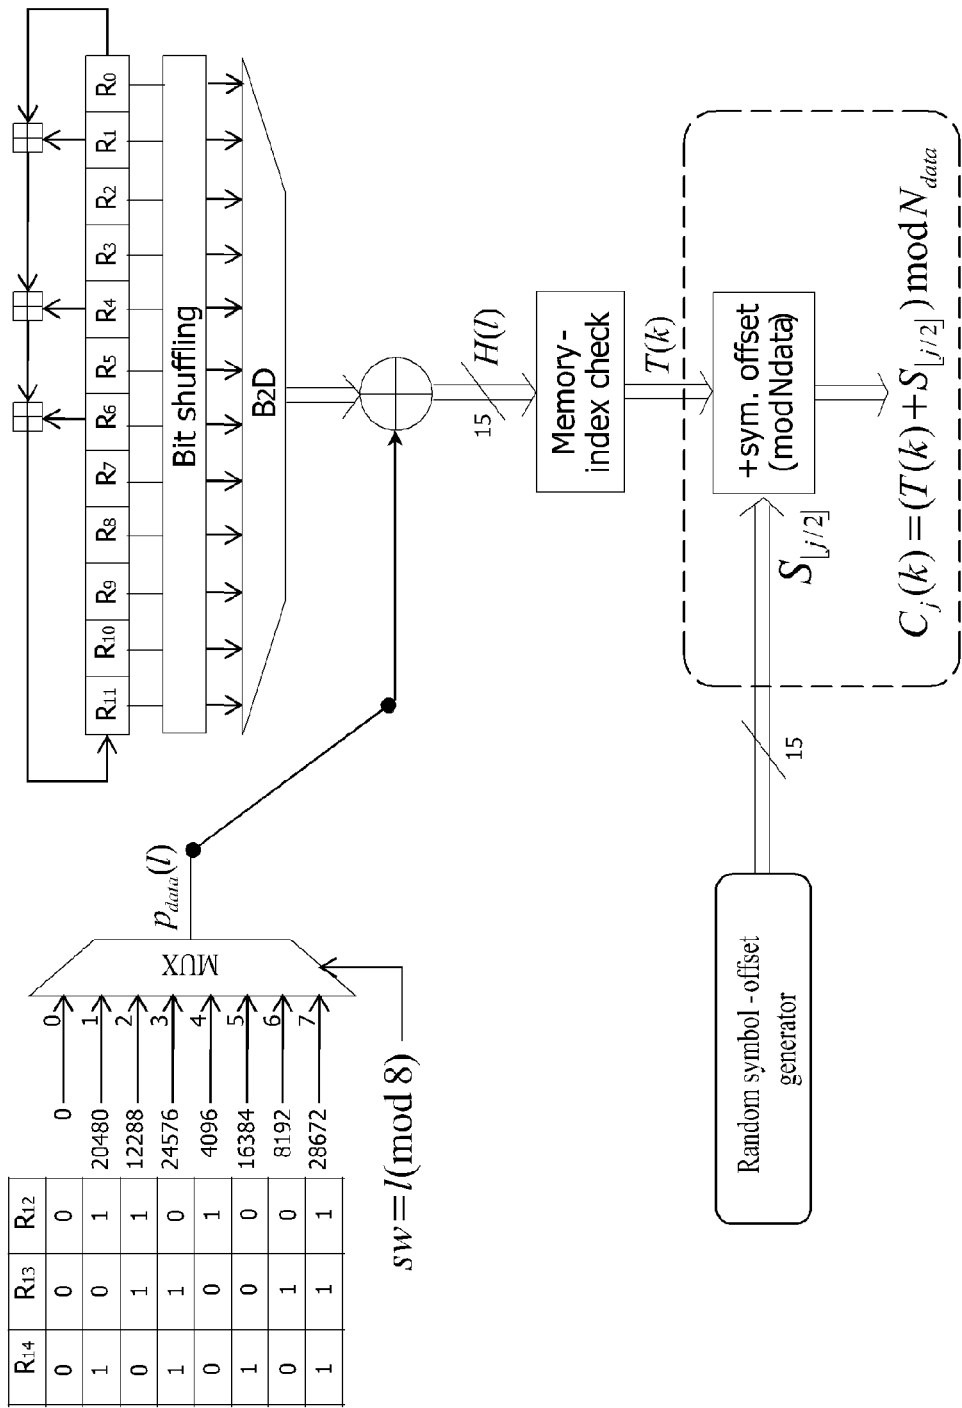 R14 R13 R12
0 0 0 0 0
1 0 1 20480 1
0 1 1 12288 2
1 1 0 24576 3
0 0 1 4096 4
1 0 0 16384 5
0 1 0 8192 6
1 1 1 28672 7
MUX
sw=l(mod 8)
p_data(l)
R11 R10 R9 R8 R7 R6 R5 R4 R3 R2 R1 R0
Bit shuffling
B2D
15 H(l)
Memory-
index check
T(k)
Random symbol-offset
generator
15
S⌊j/2⌋
+sym. offset
(modNdata)
C_j(k)=(T(k)+S⌊j/2⌋)modN_data